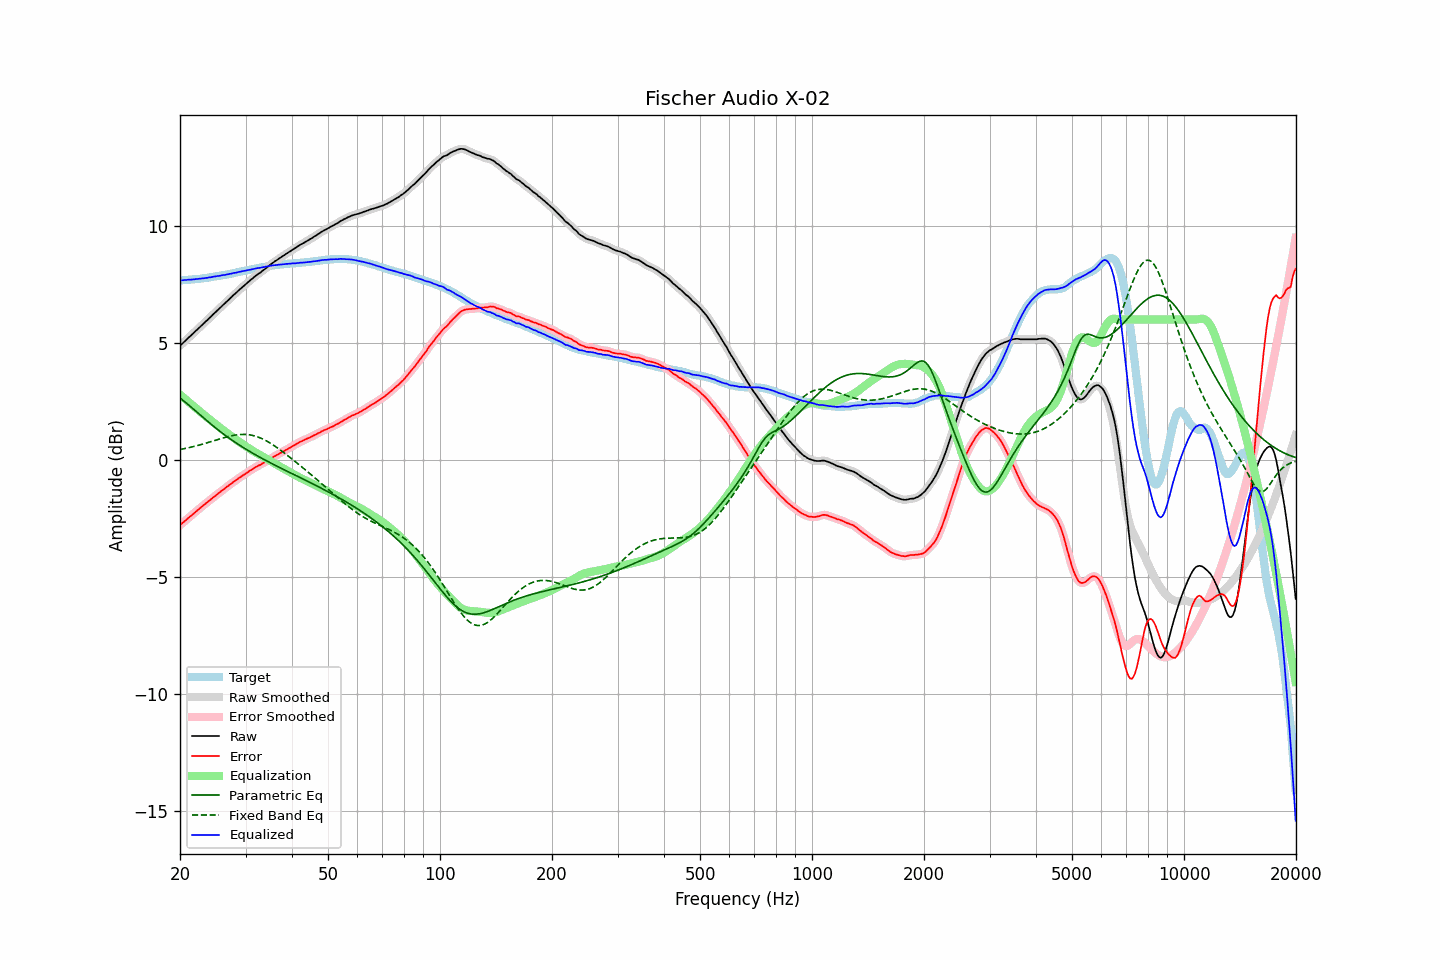 Fischer Audio X-02
Amplitude (dBr)
10
5
0
−5
−10
−15
Target
Raw Smoothed
Error Smoothed
Raw
Error
Equalization
Parametric Eq
Fixed Band Eq
Equalized
20 50 100 200 500 1000 2000 5000 10000 20000
Frequency (Hz)